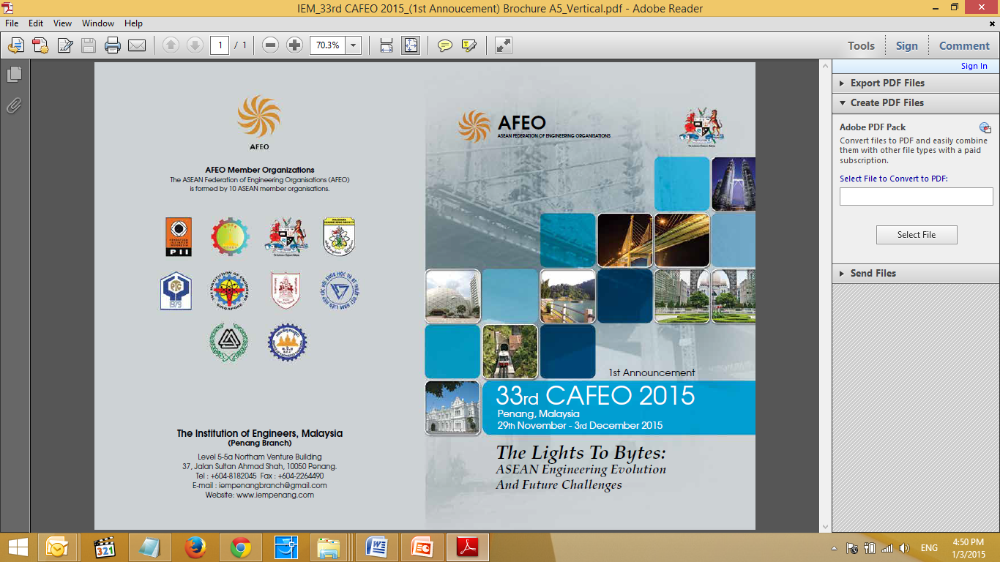 IEM_33rd CAFEO 2015_(1st Annoucement) Brochure A5_Vertical.pdf - Adobe Reader
File Edit View Window Help
1 / 1 70.3% Tools Sign Comment
Sign In
Export PDF Files
Create PDF Files
Adobe PDF Pack
Convert files to PDF and easily combine
them with other file types with a paid
subscription.
Select File to Convert to PDF:
Select File
Send Files
AFEO
AFEO Member Organizations
The ASEAN Federation of Engineering Organisations (AFEO)
is formed by 10 ASEAN member organisations.
PII
1979
THE INSTITUTION OF ENGINEERS
SINGAPORE
The Institution of Engineers, Malaysia
(Penang Branch)
Level 5-5a Northam Venture Building
37, Jalan Sultan Ahmad Shah, 10050 Penang.
Tel : +604-8182045 Fax : +604-2264490
E-mail : iempenangbranch@gmail.com
Website: www.iempenang.com
AFEO
ASEAN FEDERATION OF ENGINEERING ORGANISATIONS
1st Announcement
33rd CAFEO 2015
Penang, Malaysia
29th November - 3rd December 2015
The Lights To Bytes:
ASEAN Engineering Evolution
And Future Challenges
321
ENG
4:50 PM
1/3/2015